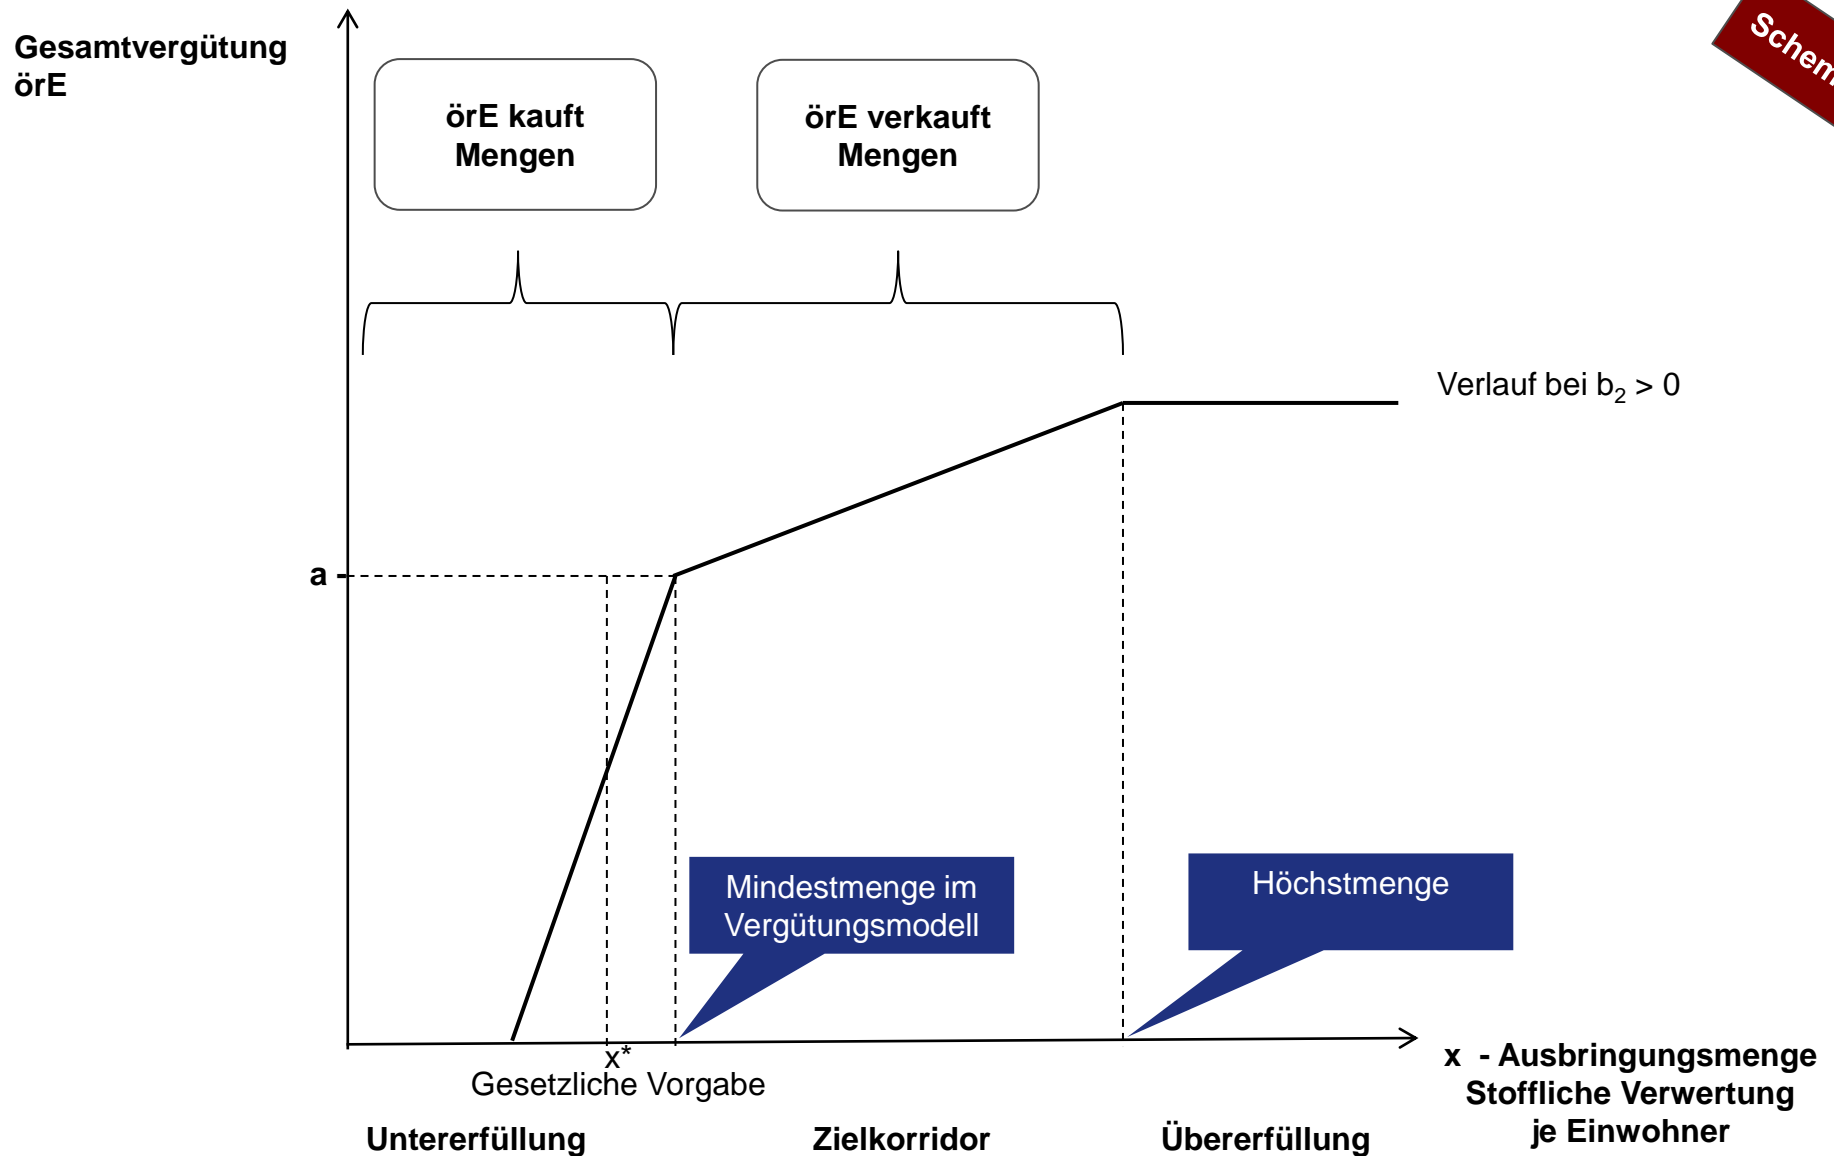 Gesamtvergütung
örE
örE kauft
Mengen
örE verkauft
Mengen
Verlauf bei b₂ > 0
a
Mindestmenge im
Vergütungsmodell
Höchstmenge
x*
Gesetzliche Vorgabe
x - Ausbringungsmenge
Stoffliche Verwertung
je Einwohner
Untererfüllung
Zielkorridor
Übererfüllung